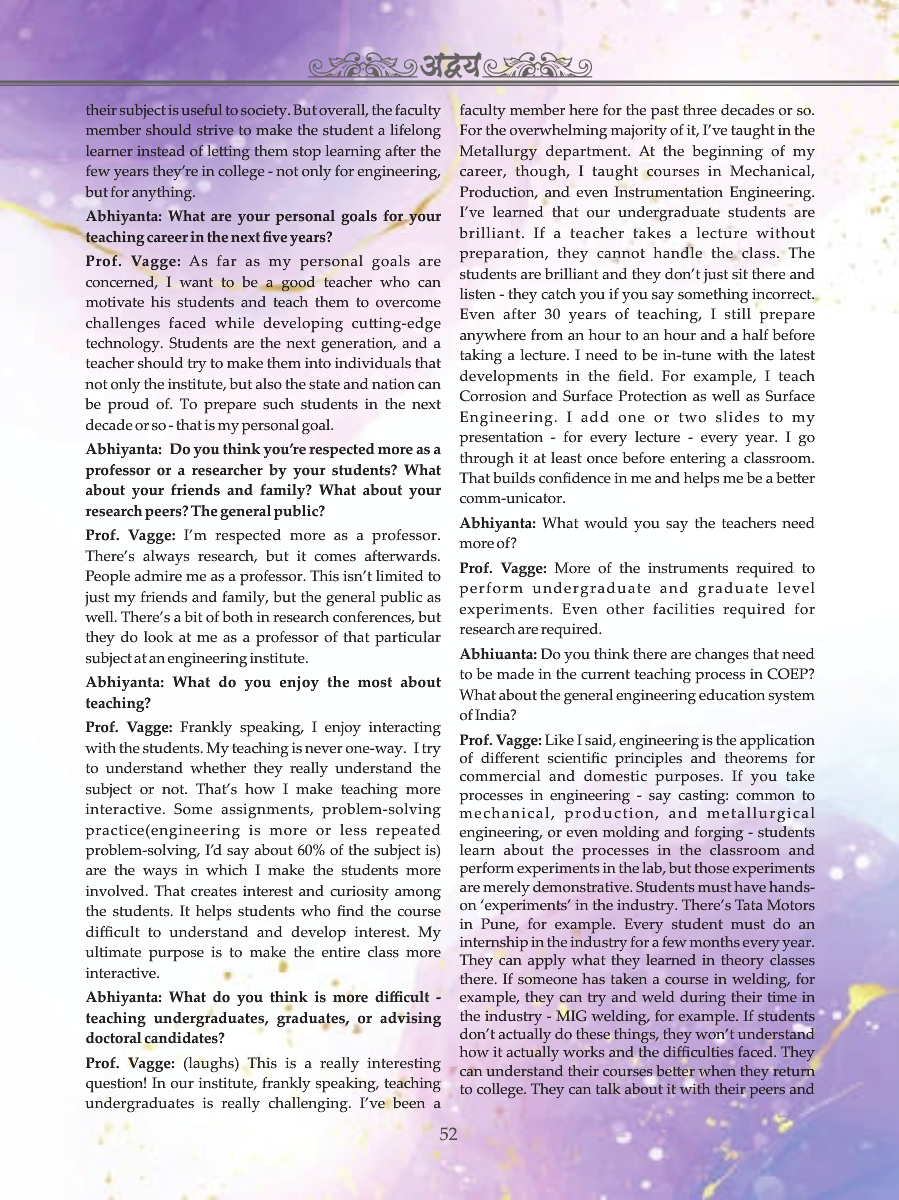 अद्वय
their subject is useful to society. But overall, the faculty
member should strive to make the student a lifelong
learner instead of letting them stop learning after the
few years they're in college - not only for engineering,
but for anything.
Abhiyanta: What are your personal goals for your
teaching career in the next five years?
Prof. Vagge: As far as my personal goals are
concerned, I want to be a good teacher who can
motivate his students and teach them to overcome
challenges faced while developing cutting-edge
technology. Students are the next generation, and a
teacher should try to make them into individuals that
not only the institute, but also the state and nation can
be proud of. To prepare such students in the next
decade or so - that is my personal goal.
Abhiyanta: Do you think you're respected more as a
professor or a researcher by your students? What
about your friends and family? What about your
research peers? The general public?
Prof. Vagge: I'm respected more as a professor.
There's always research, but it comes afterwards.
People admire me as a professor. This isn't limited to
just my friends and family, but the general public as
well. There's a bit of both in research conferences, but
they do look at me as a professor of that particular
subject at an engineering institute.
Abhiyanta: What do you enjoy the most about
teaching?
Prof. Vagge: Frankly speaking, I enjoy interacting
with the students. My teaching is never one-way. I try
to understand whether they really understand the
subject or not. That's how I make teaching more
interactive. Some assignments, problem-solving
practice(engineering is more or less repeated
problem-solving, I'd say about 60% of the subject is)
are the ways in which I make the students more
involved. That creates interest and curiosity among
the students. It helps students who find the course
difficult to understand and develop interest. My
ultimate purpose is to make the entire class more
interactive.
Abhiyanta: What do you think is more difficult -
teaching undergraduates, graduates, or advising
doctoral candidates?
Prof. Vagge: (laughs) This is a really interesting
question! In our institute, frankly speaking, teaching
undergraduates is really challenging. I've been a
faculty member here for the past three decades or so.
For the overwhelming majority of it, I've taught in the
Metallurgy department. At the beginning of my
career, though, I taught courses in Mechanical,
Production, and even Instrumentation Engineering.
I've learned that our undergraduate students are
brilliant. If a teacher takes a lecture without
preparation, they cannot handle the class. The
students are brilliant and they don't just sit there and
listen - they catch you if you say something incorrect.
Even after 30 years of teaching, I still prepare
anywhere from an hour to an hour and a half before
taking a lecture. I need to be in-tune with the latest
developments in the field. For example, I teach
Corrosion and Surface Protection as well as Surface
Engineering. I add one or two slides to my
presentation - for every lecture - every year. I go
through it at least once before entering a classroom.
That builds confidence in me and helps me be a better
comm-unicator.
Abhiyanta: What would you say the teachers need
more of?
Prof. Vagge: More of the instruments required to
perform undergraduate and graduate level
experiments. Even other facilities required for
research are required.
Abhiuanta: Do you think there are changes that need
to be made in the current teaching process in COEP?
What about the general engineering education system
of India?
Prof. Vagge: Like I said, engineering is the application
of different scientific principles and theorems for
commercial and domestic purposes. If you take
processes in engineering - say casting: common to
mechanical, production, and metallurgical
engineering, or even molding and forging - students
learn about the processes in the classroom and
perform experiments in the lab, but those experiments
are merely demonstrative. Students must have hands-
on 'experiments' in the industry. There's Tata Motors
in Pune, for example. Every student must do an
internship in the industry for a few months every year.
They can apply what they learned in theory classes
there. If someone has taken a course in welding, for
example, they can try and weld during their time in
the industry - MIG welding, for example. If students
don't actually do these things, they won't understand
how it actually works and the difficulties faced. They
can understand their courses better when they return
to college. They can talk about it with their peers and
52